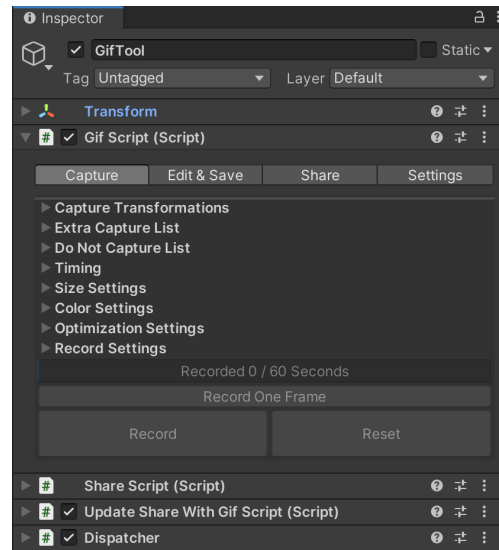 Inspector
GifTool Static
Tag Untagged Layer Default
Transform
# Gif Script (Script)
Capture Edit & Save Share Settings
Capture Transformations
Extra Capture List
Do Not Capture List
Timing
Size Settings
Color Settings
Optimization Settings
Record Settings
Recorded 0 / 60 Seconds
Record One Frame
Record Reset
# Share Script (Script)
# Update Share With Gif Script (Script)
# Dispatcher